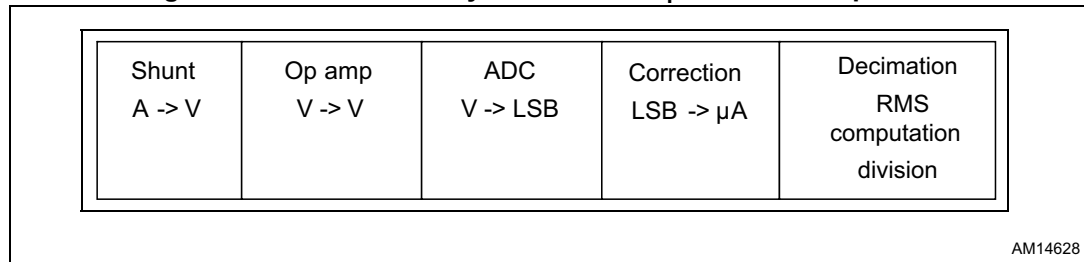 Shunt
A -> V
Op amp
V -> V
ADC
V -> LSB
Correction
LSB -> µA
Decimation
RMS
computation
division
AM14628